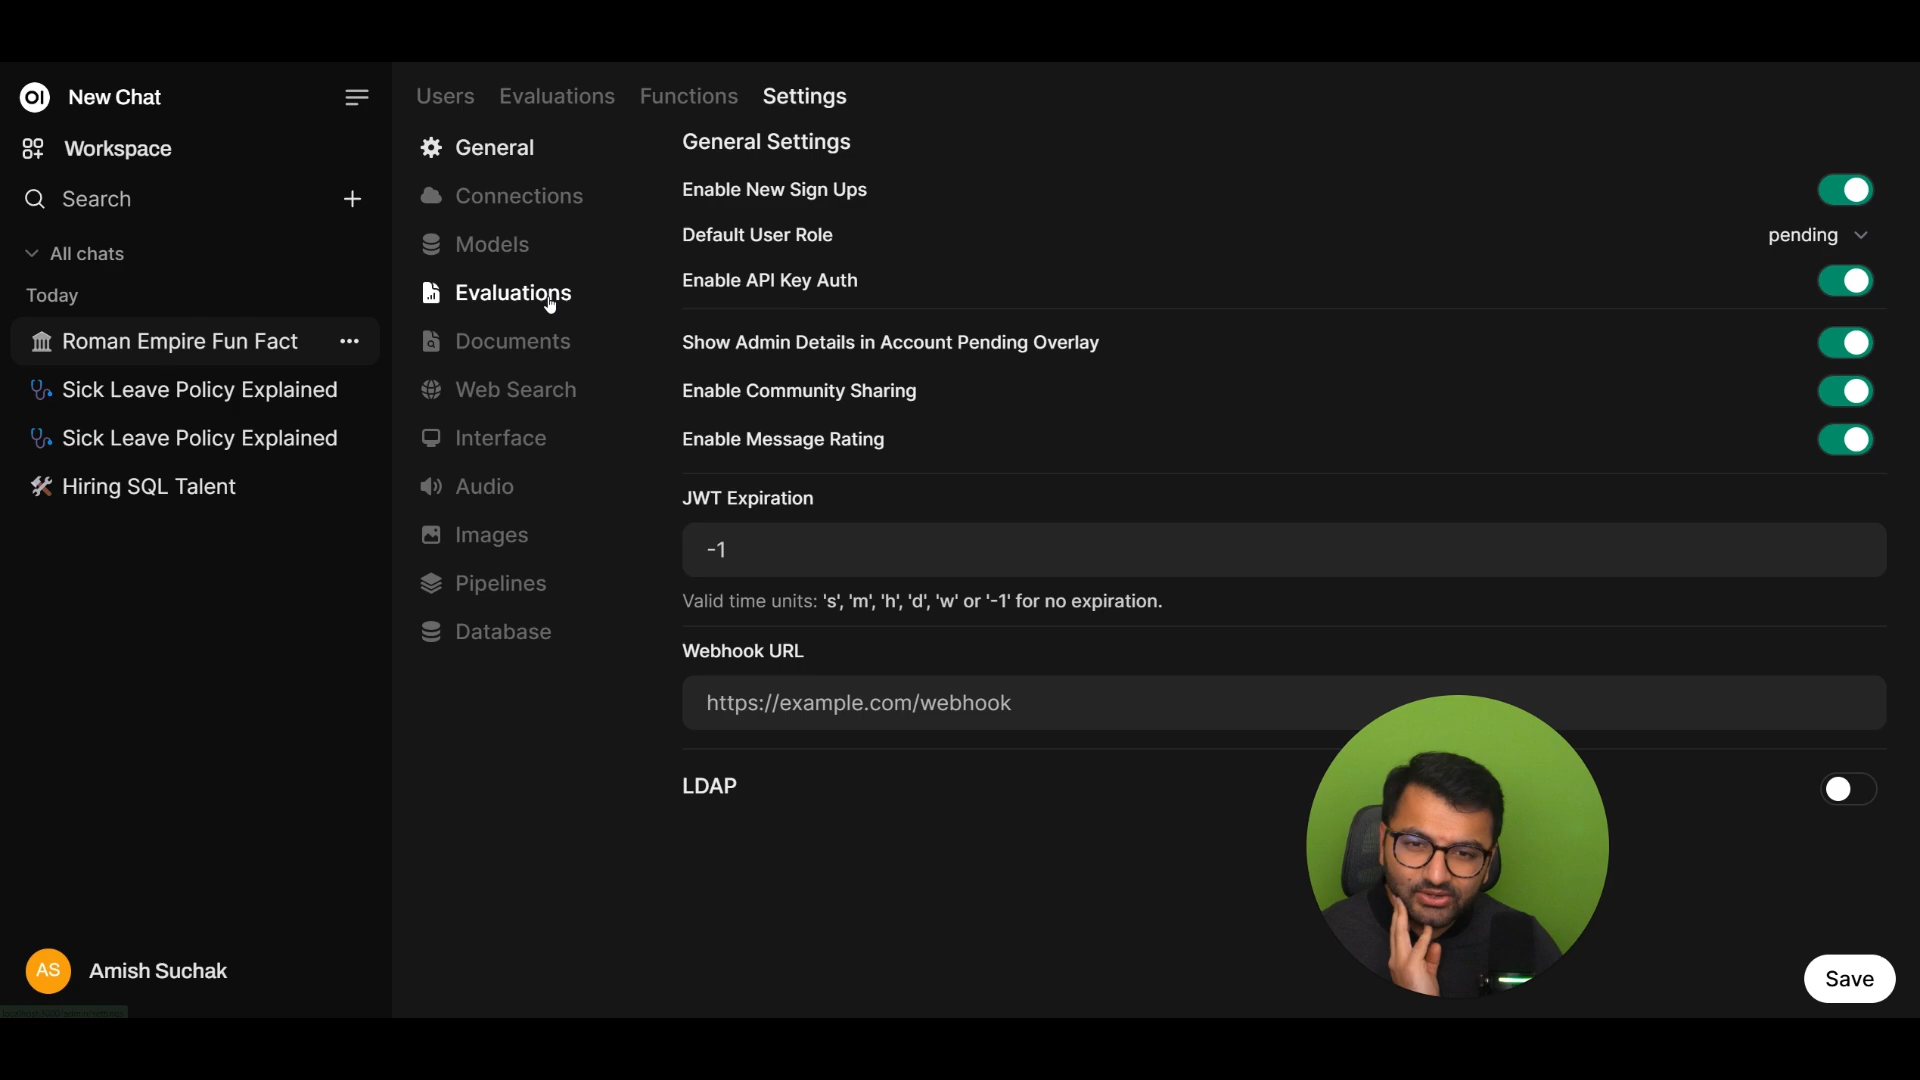 OI New Chat
Workspace
Search
All chats
Today
Roman Empire Fun Fact
Sick Leave Policy Explained
Sick Leave Policy Explained
Hiring SQL Talent
AS Amish Suchak
Users Evaluations Functions Settings
General
Connections
Models
Evaluations
Documents
Web Search
Interface
Audio
Images
Pipelines
Database
General Settings
Enable New Sign Ups
Default User Role pending
Enable API Key Auth
Show Admin Details in Account Pending Overlay
Enable Community Sharing
Enable Message Rating
JWT Expiration
-1
Valid time units: 's', 'm', 'h', 'd', 'w' or '-1' for no expiration.
Webhook URL
https://example.com/webhook
LDAP
Save